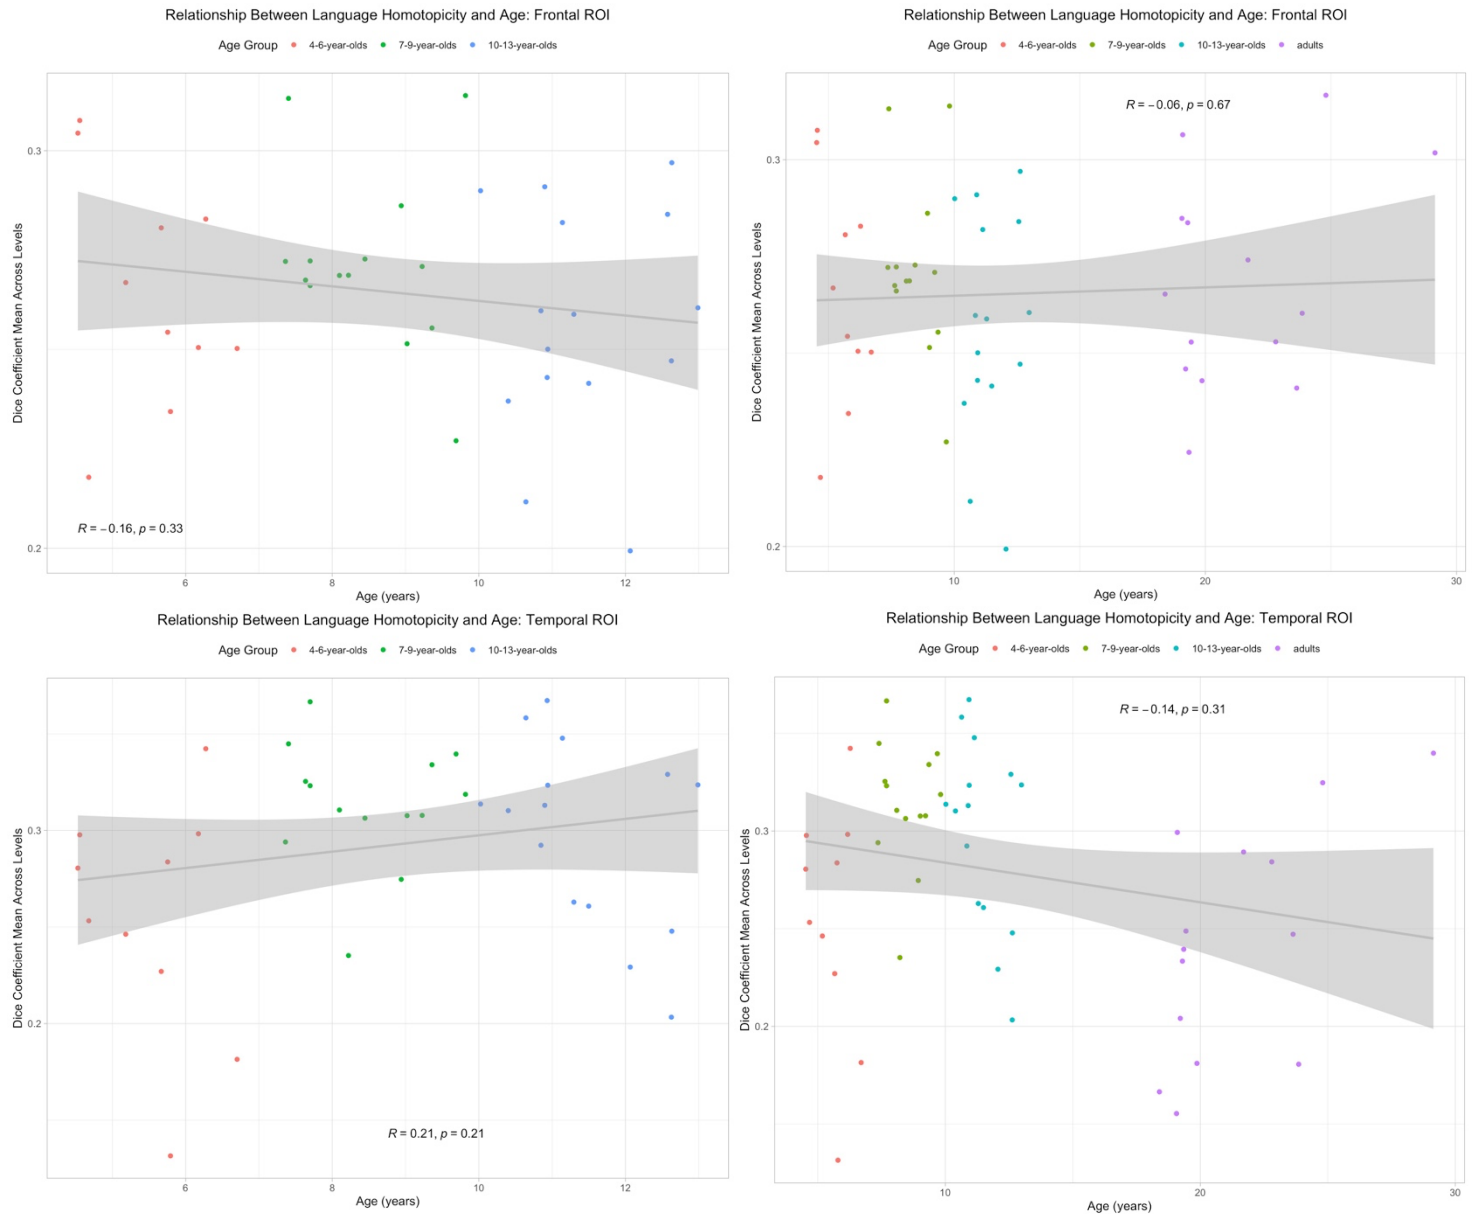 Relationship Between Language Homotopicity and Age: Frontal ROI
Age Group 4-6-year-olds 7-9-year-olds 10-13-year-olds
Dice Coefficient Mean Across Levels
0.3
0.2
R = −0.16, p = 0.33
6 8 10 12
Age (years)
Relationship Between Language Homotopicity and Age: Frontal ROI
Age Group 4-6-year-olds 7-9-year-olds 10-13-year-olds adults
R = −0.06, p = 0.67
Dice Coefficient Mean Across Levels
0.3
0.2
10 20 30
Age (years)
Relationship Between Language Homotopicity and Age: Temporal ROI
Age Group 4-6-year-olds 7-9-year-olds 10-13-year-olds
Dice Coefficient Mean Across Levels
0.3
0.2
R = 0.21, p = 0.21
6 8 10 12
Age (years)
Relationship Between Language Homotopicity and Age: Temporal ROI
Age Group 4-6-year-olds 7-9-year-olds 10-13-year-olds adults
R = −0.14, p = 0.31
Dice Coefficient Mean Across Levels
0.3
0.2
10 20 30
Age (years)